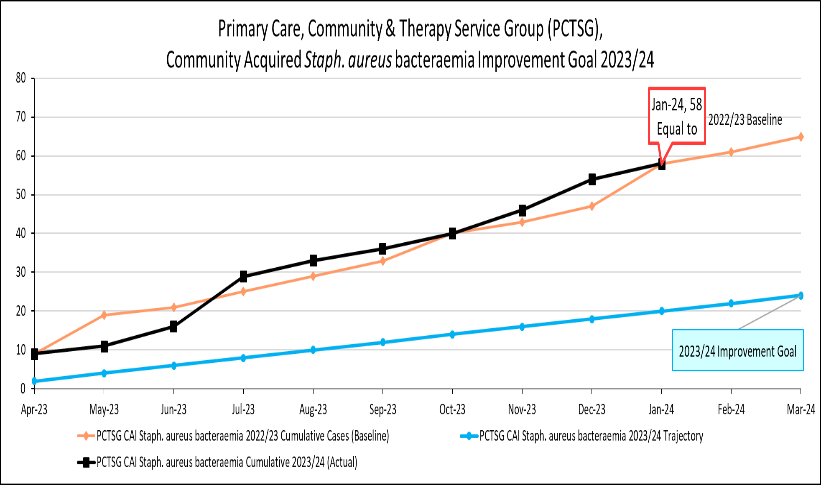 Primary Care, Community & Therapy Service Group (PCTSG),
Community Acquired Staph. aureus bacteraemia Improvement Goal 2023/24
80
70
60
50
40
30
20
10
0
Jan-24, 58
Equal to
2022/23 Baseline
2023/24 Improvement Goal
Apr-23 May-23 Jun-23 Jul-23 Aug-23 Sep-23 Oct-23 Nov-23 Dec-23 Jan-24 Feb-24 Mar-24
PCTSG CAI Staph. aureus bacteraemia 2022/23 Cumulative Cases (Baseline) PCTSG CAI Staph. aureus bacteraemia 2023/24 Trajectory
PCTSG CAI Staph. aureus bacteraemia Cumulative 2023/24 (Actual)